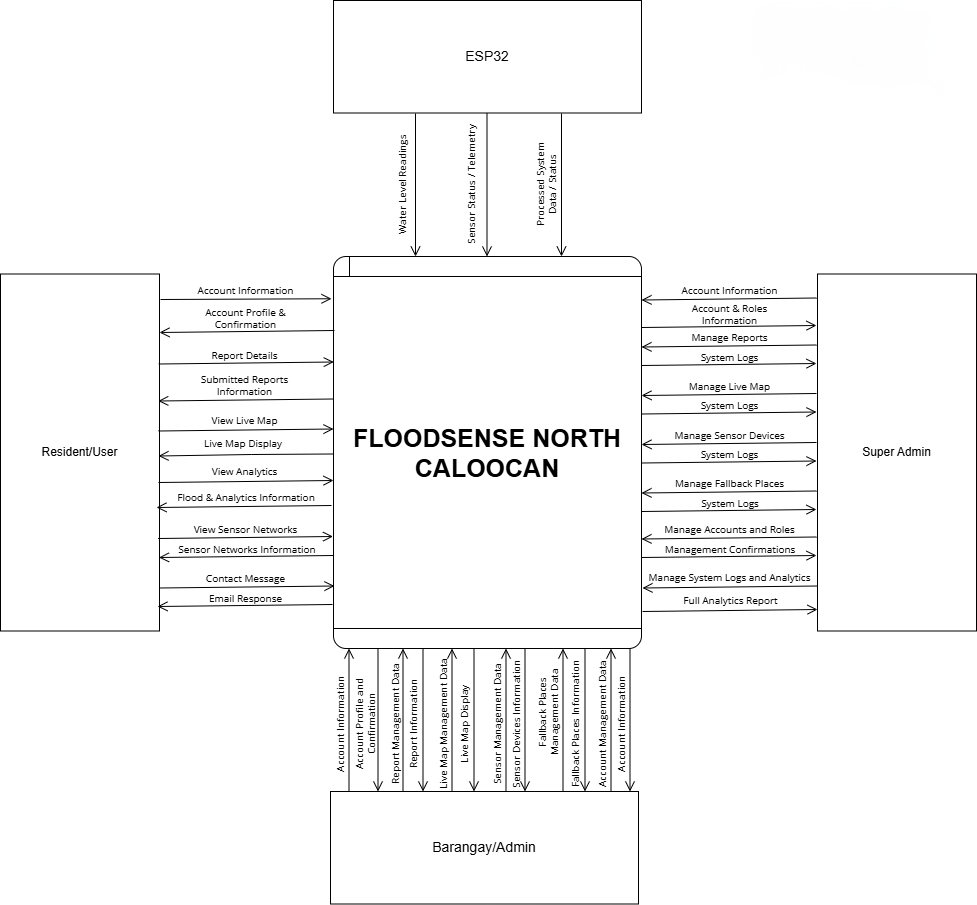 ESP32
Water Level Readings
Sensor Status / Telemetry
Processed System
Data / Status
Account Information
Account Profile &
Confirmation
Report Details
Submitted Reports
Information
View Live Map
Live Map Display
View Analytics
Flood & Analytics Information
View Sensor Networks
Sensor Networks Information
Contact Message
Email Response
Resident/User
FLOODSENSE NORTH
CALOOCAN
Account Information
Account & Roles
Information
Manage Reports
System Logs
Manage Live Map
System Logs
Manage Sensor Devices
System Logs
Manage Fallback Places
System Logs
Manage Accounts and Roles
Management Confirmations
Manage System Logs and Analytics
Full Analytics Report
Super Admin
Account Information
Account Profile and
Confirmation
Report Management Data
Report Information
Live Map Management Data
Live Map Display
Sensor Management Data
Sensor Devices Information
Fallback Places
Management Data
Fallback Places Information
Account Management Data
Account Information
Barangay/Admin